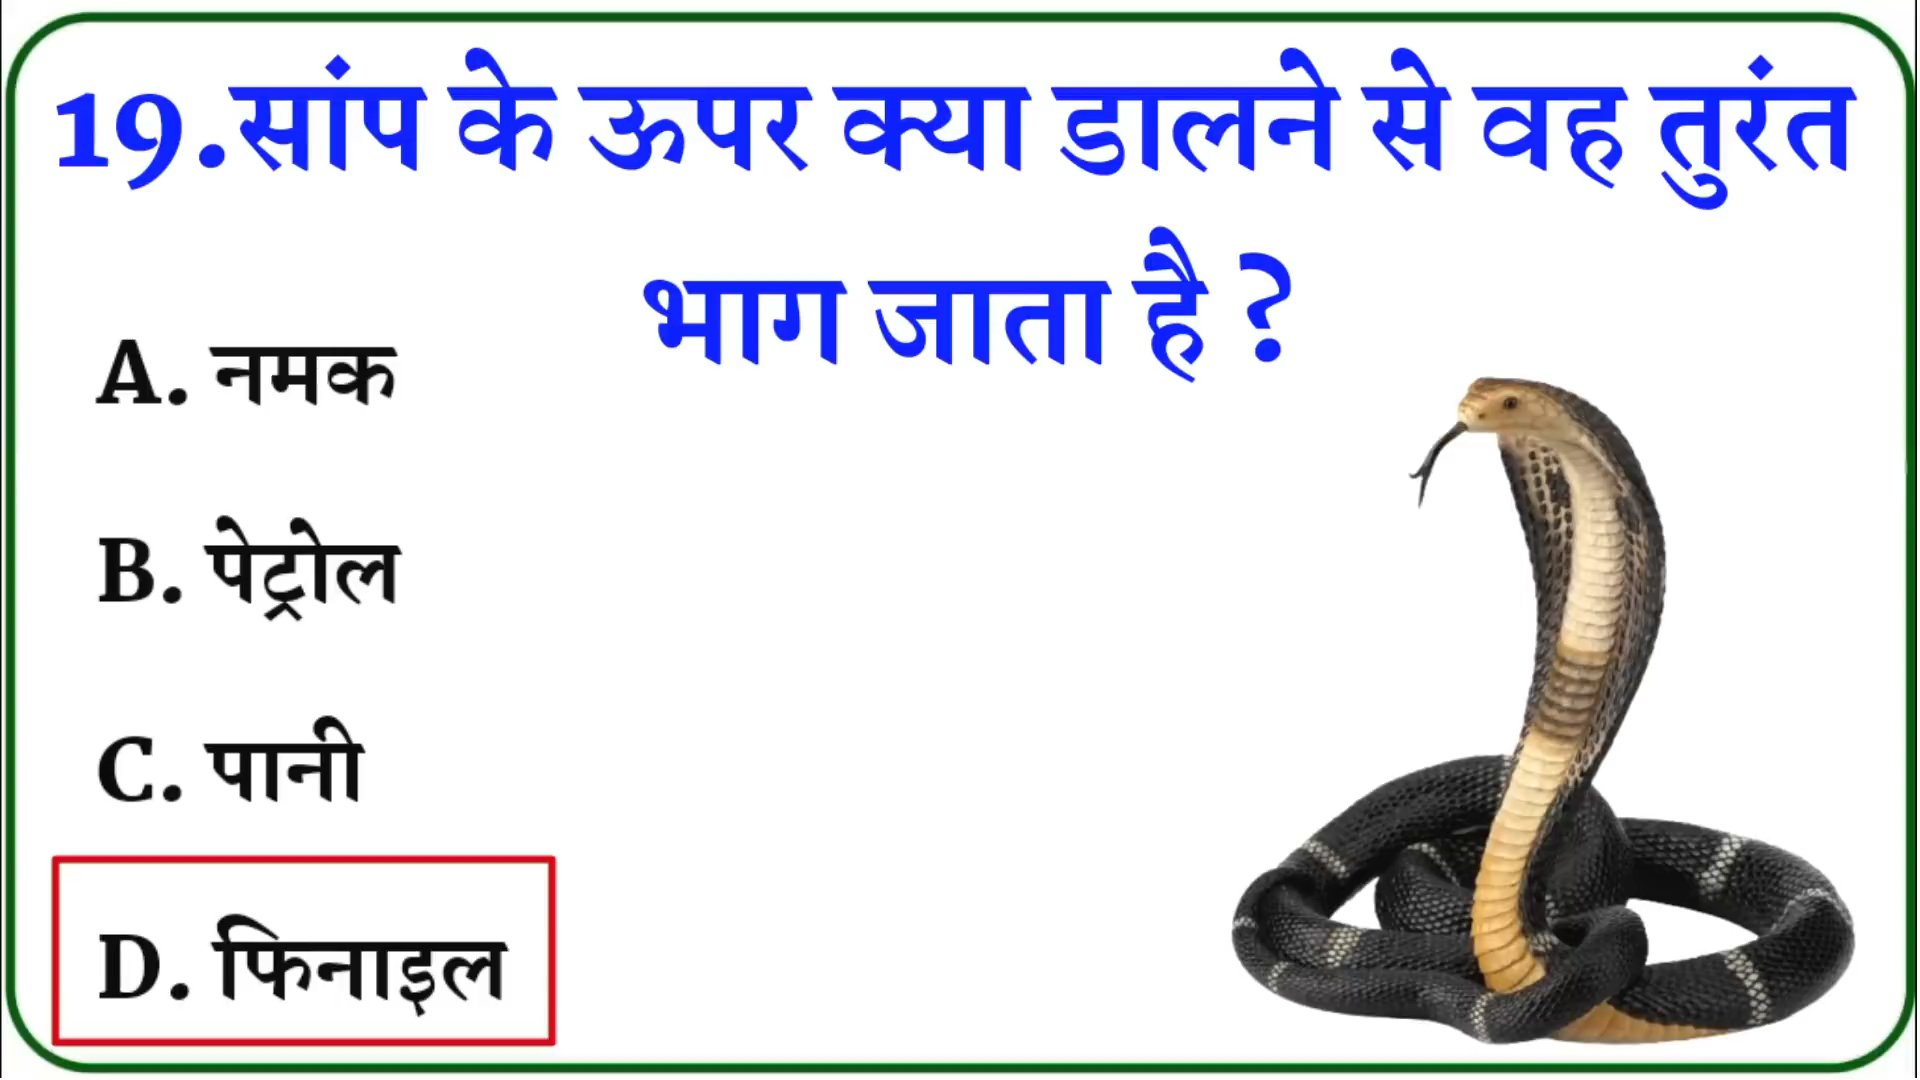 19.सांप के ऊपर क्या डालने से वह तुरंत
भाग जाता है ?
A. नमक
B. पेट्रोल
C. पानी
D. फिनाइल